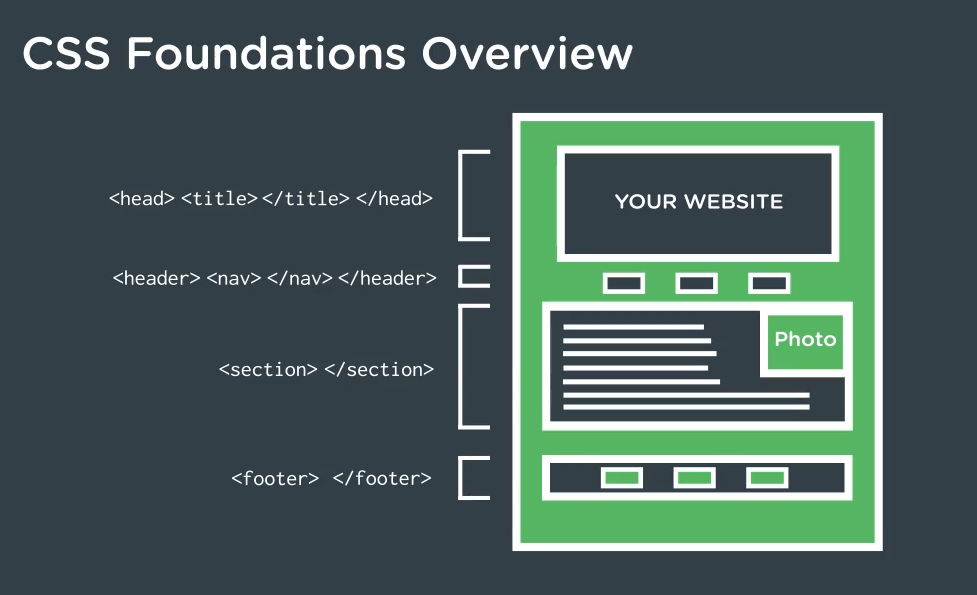 CSS Foundations Overview
<head> <title> </title> </head>
YOUR WEBSITE
<header> <nav> </nav> </header>
<section> </section>
Photo
<footer> </footer>